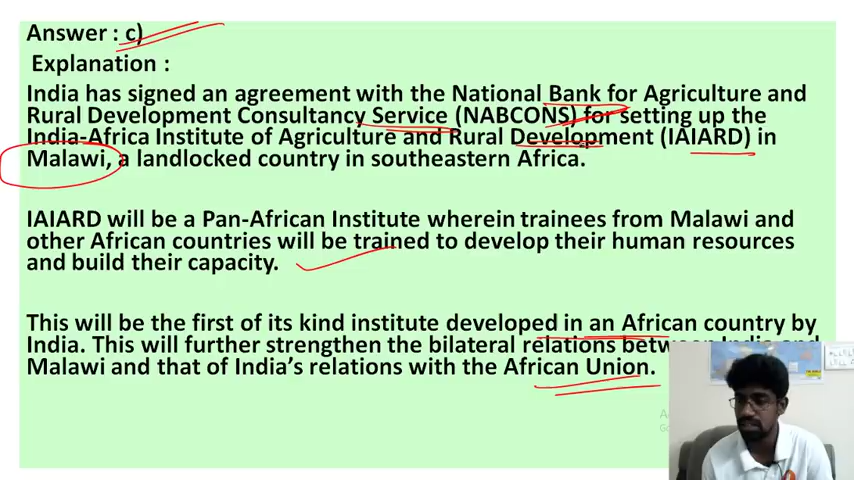 Answer : c)
Explanation :
India has signed an agreement with the National Bank for Agriculture and
Rural Development Consultancy Service (NABCONS) for setting up the
India-Africa Institute of Agriculture and Rural Development (IAIARD) in
Malawi, a landlocked country in southeastern Africa.
IAIARD will be a Pan-African Institute wherein trainees from Malawi and
other African countries will be trained to develop their human resources
and build their capacity.
This will be the first of its kind institute developed in an African country by
India. This will further strengthen the bilateral relations between India and
Malawi and that of India's relations with the African Union.